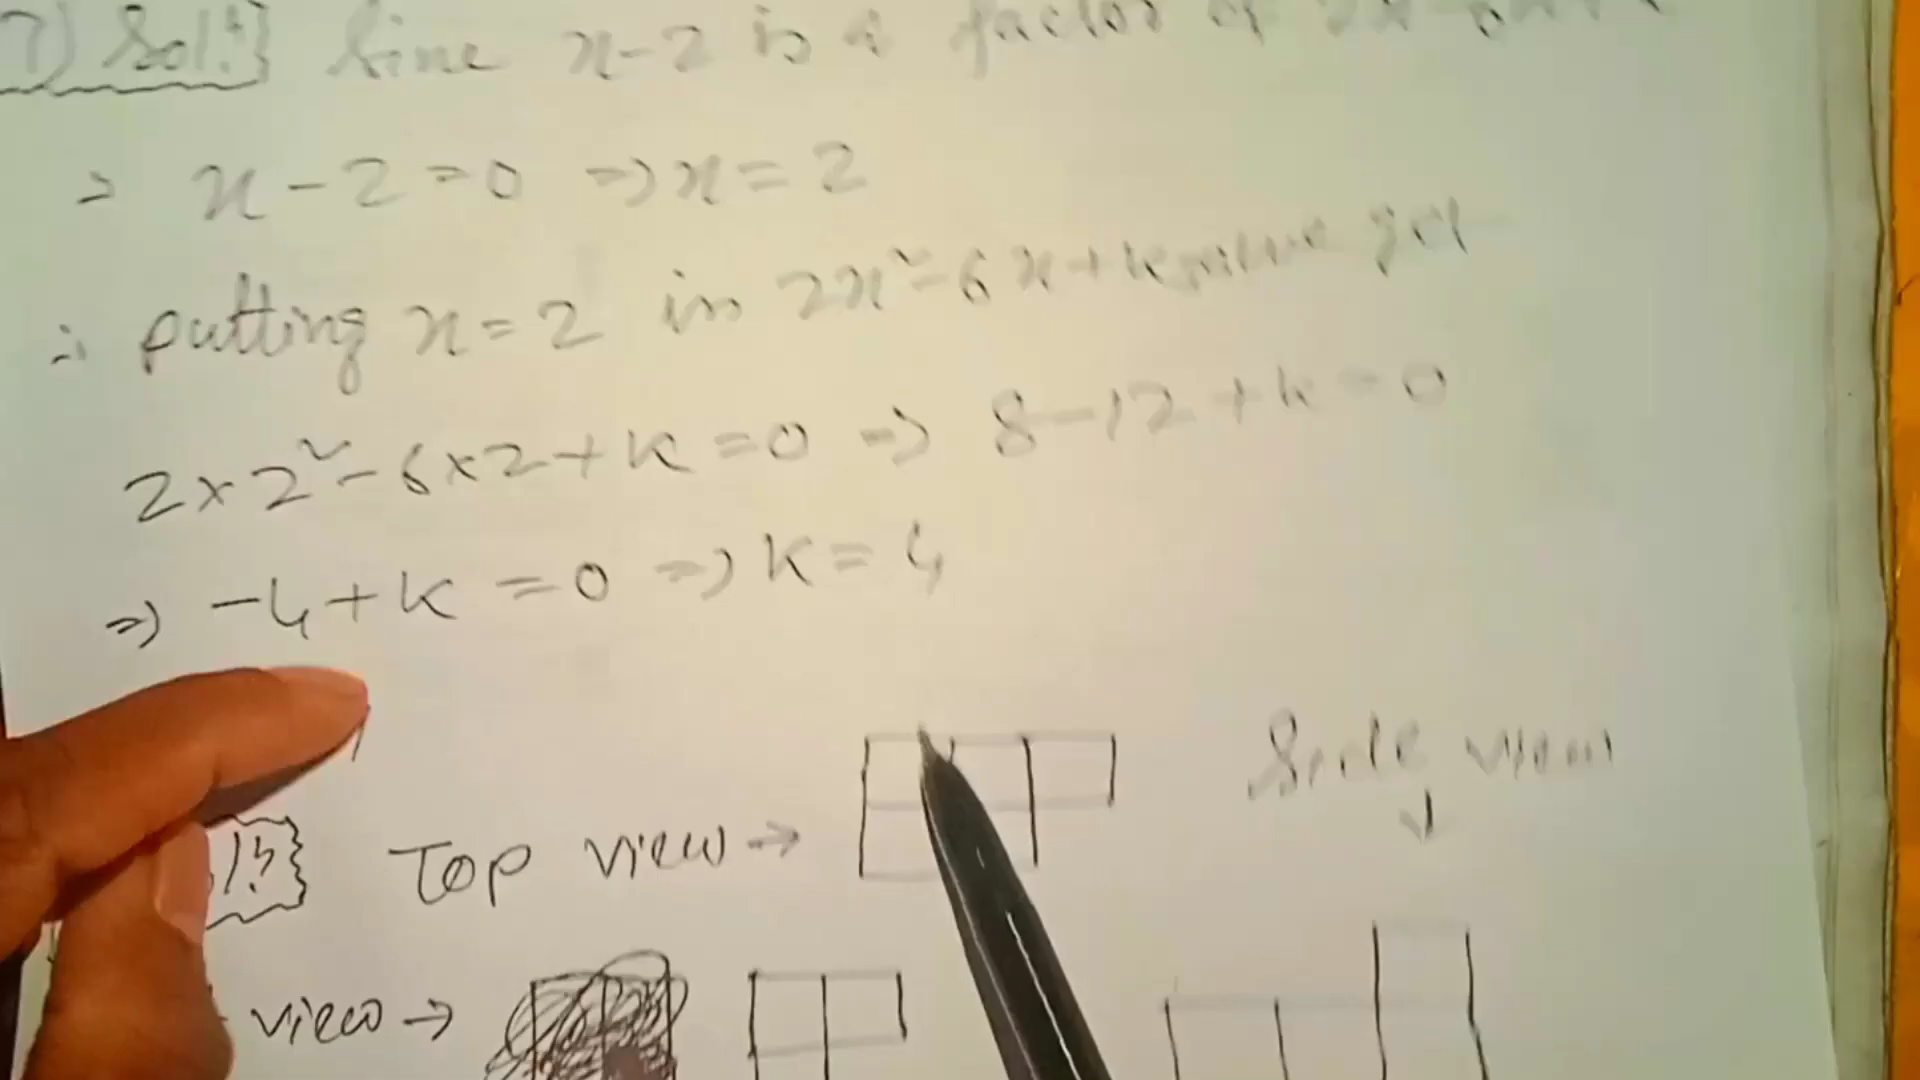 7) Sol:- Sine x-2 is a factor of
⇒ x - 2 = 0 ⇒ x = 2
∴ putting x = 2 in 2x² - 6x + k we get
2×2² - 6×2 + k = 0 ⇒ 8 - 12 + k = 0
⇒ -4 + k = 0 ⇒ k = 4
Side view
↓
Top view →
view →